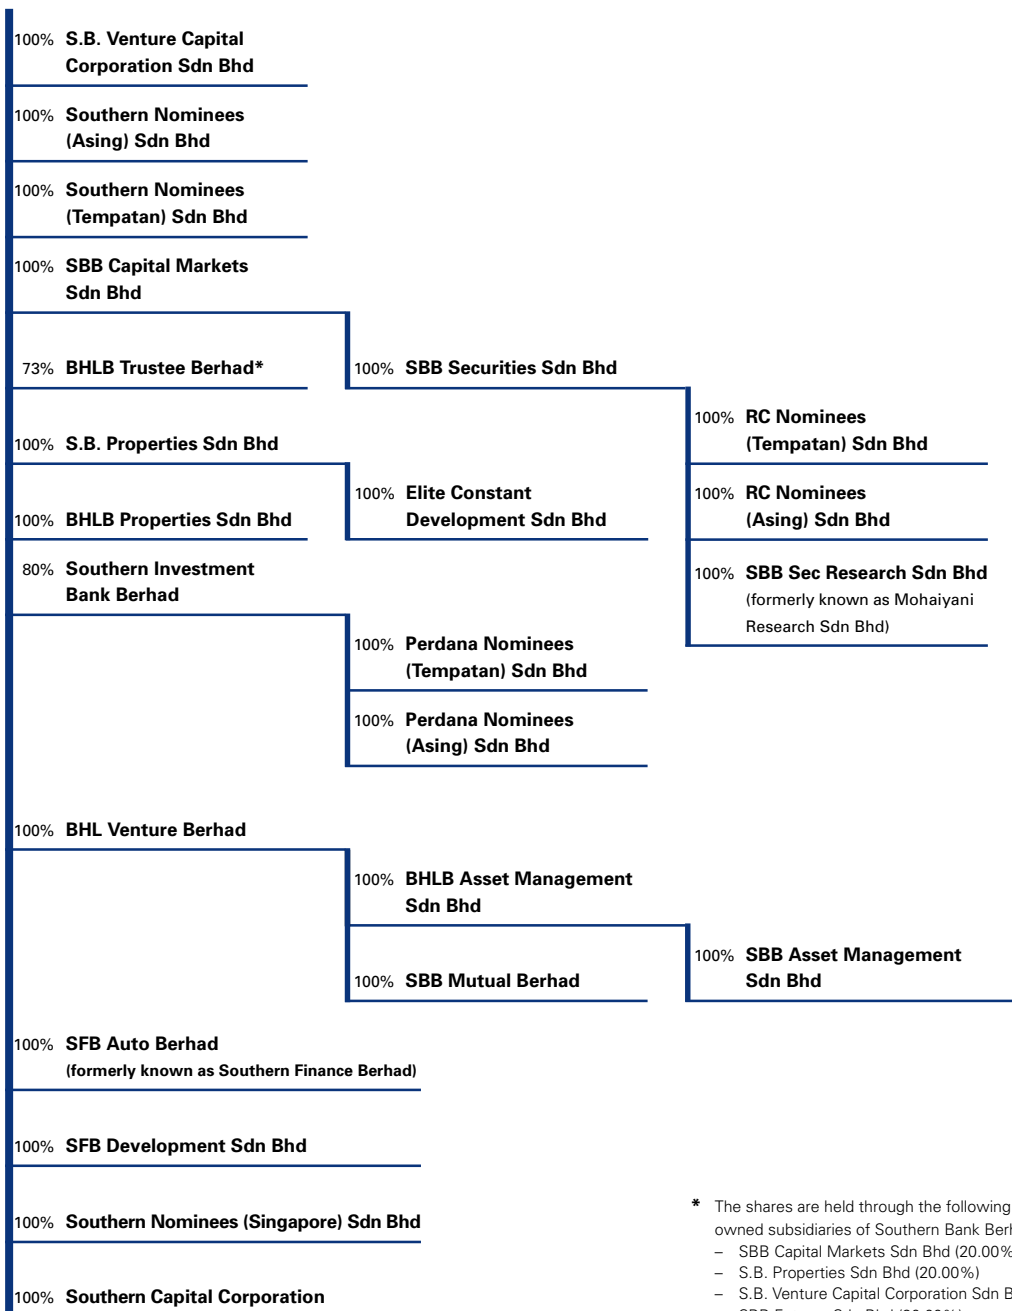 100% S.B. Venture Capital
Corporation Sdn Bhd
100% Southern Nominees
(Asing) Sdn Bhd
100% Southern Nominees
(Tempatan) Sdn Bhd
100% SBB Capital Markets
Sdn Bhd
73% BHLB Trustee Berhad*
100% SBB Securities Sdn Bhd
100% RC Nominees
(Tempatan) Sdn Bhd
100% RC Nominees
(Asing) Sdn Bhd
100% SBB Sec Research Sdn Bhd
(formerly known as Mohaiyani
Research Sdn Bhd)
100% S.B. Properties Sdn Bhd
100% Elite Constant
Development Sdn Bhd
100% BHLB Properties Sdn Bhd
80% Southern Investment
Bank Berhad
100% Perdana Nominees
(Tempatan) Sdn Bhd
100% Perdana Nominees
(Asing) Sdn Bhd
100% BHL Venture Berhad
100% BHLB Asset Management
Sdn Bhd
100% SBB Asset Management
Sdn Bhd
100% SBB Mutual Berhad
100% SFB Auto Berhad
(formerly known as Southern Finance Berhad)
100% SFB Development Sdn Bhd
100% Southern Nominees (Singapore) Sdn Bhd
100% Southern Capital Corporation
* The shares are held through the following
owned subsidiaries of Southern Bank
– SBB Capital Markets Sdn Bhd (20.00%
– S.B. Properties Sdn Bhd (20.00%)
– S.B. Venture Capital Corporation Sdn